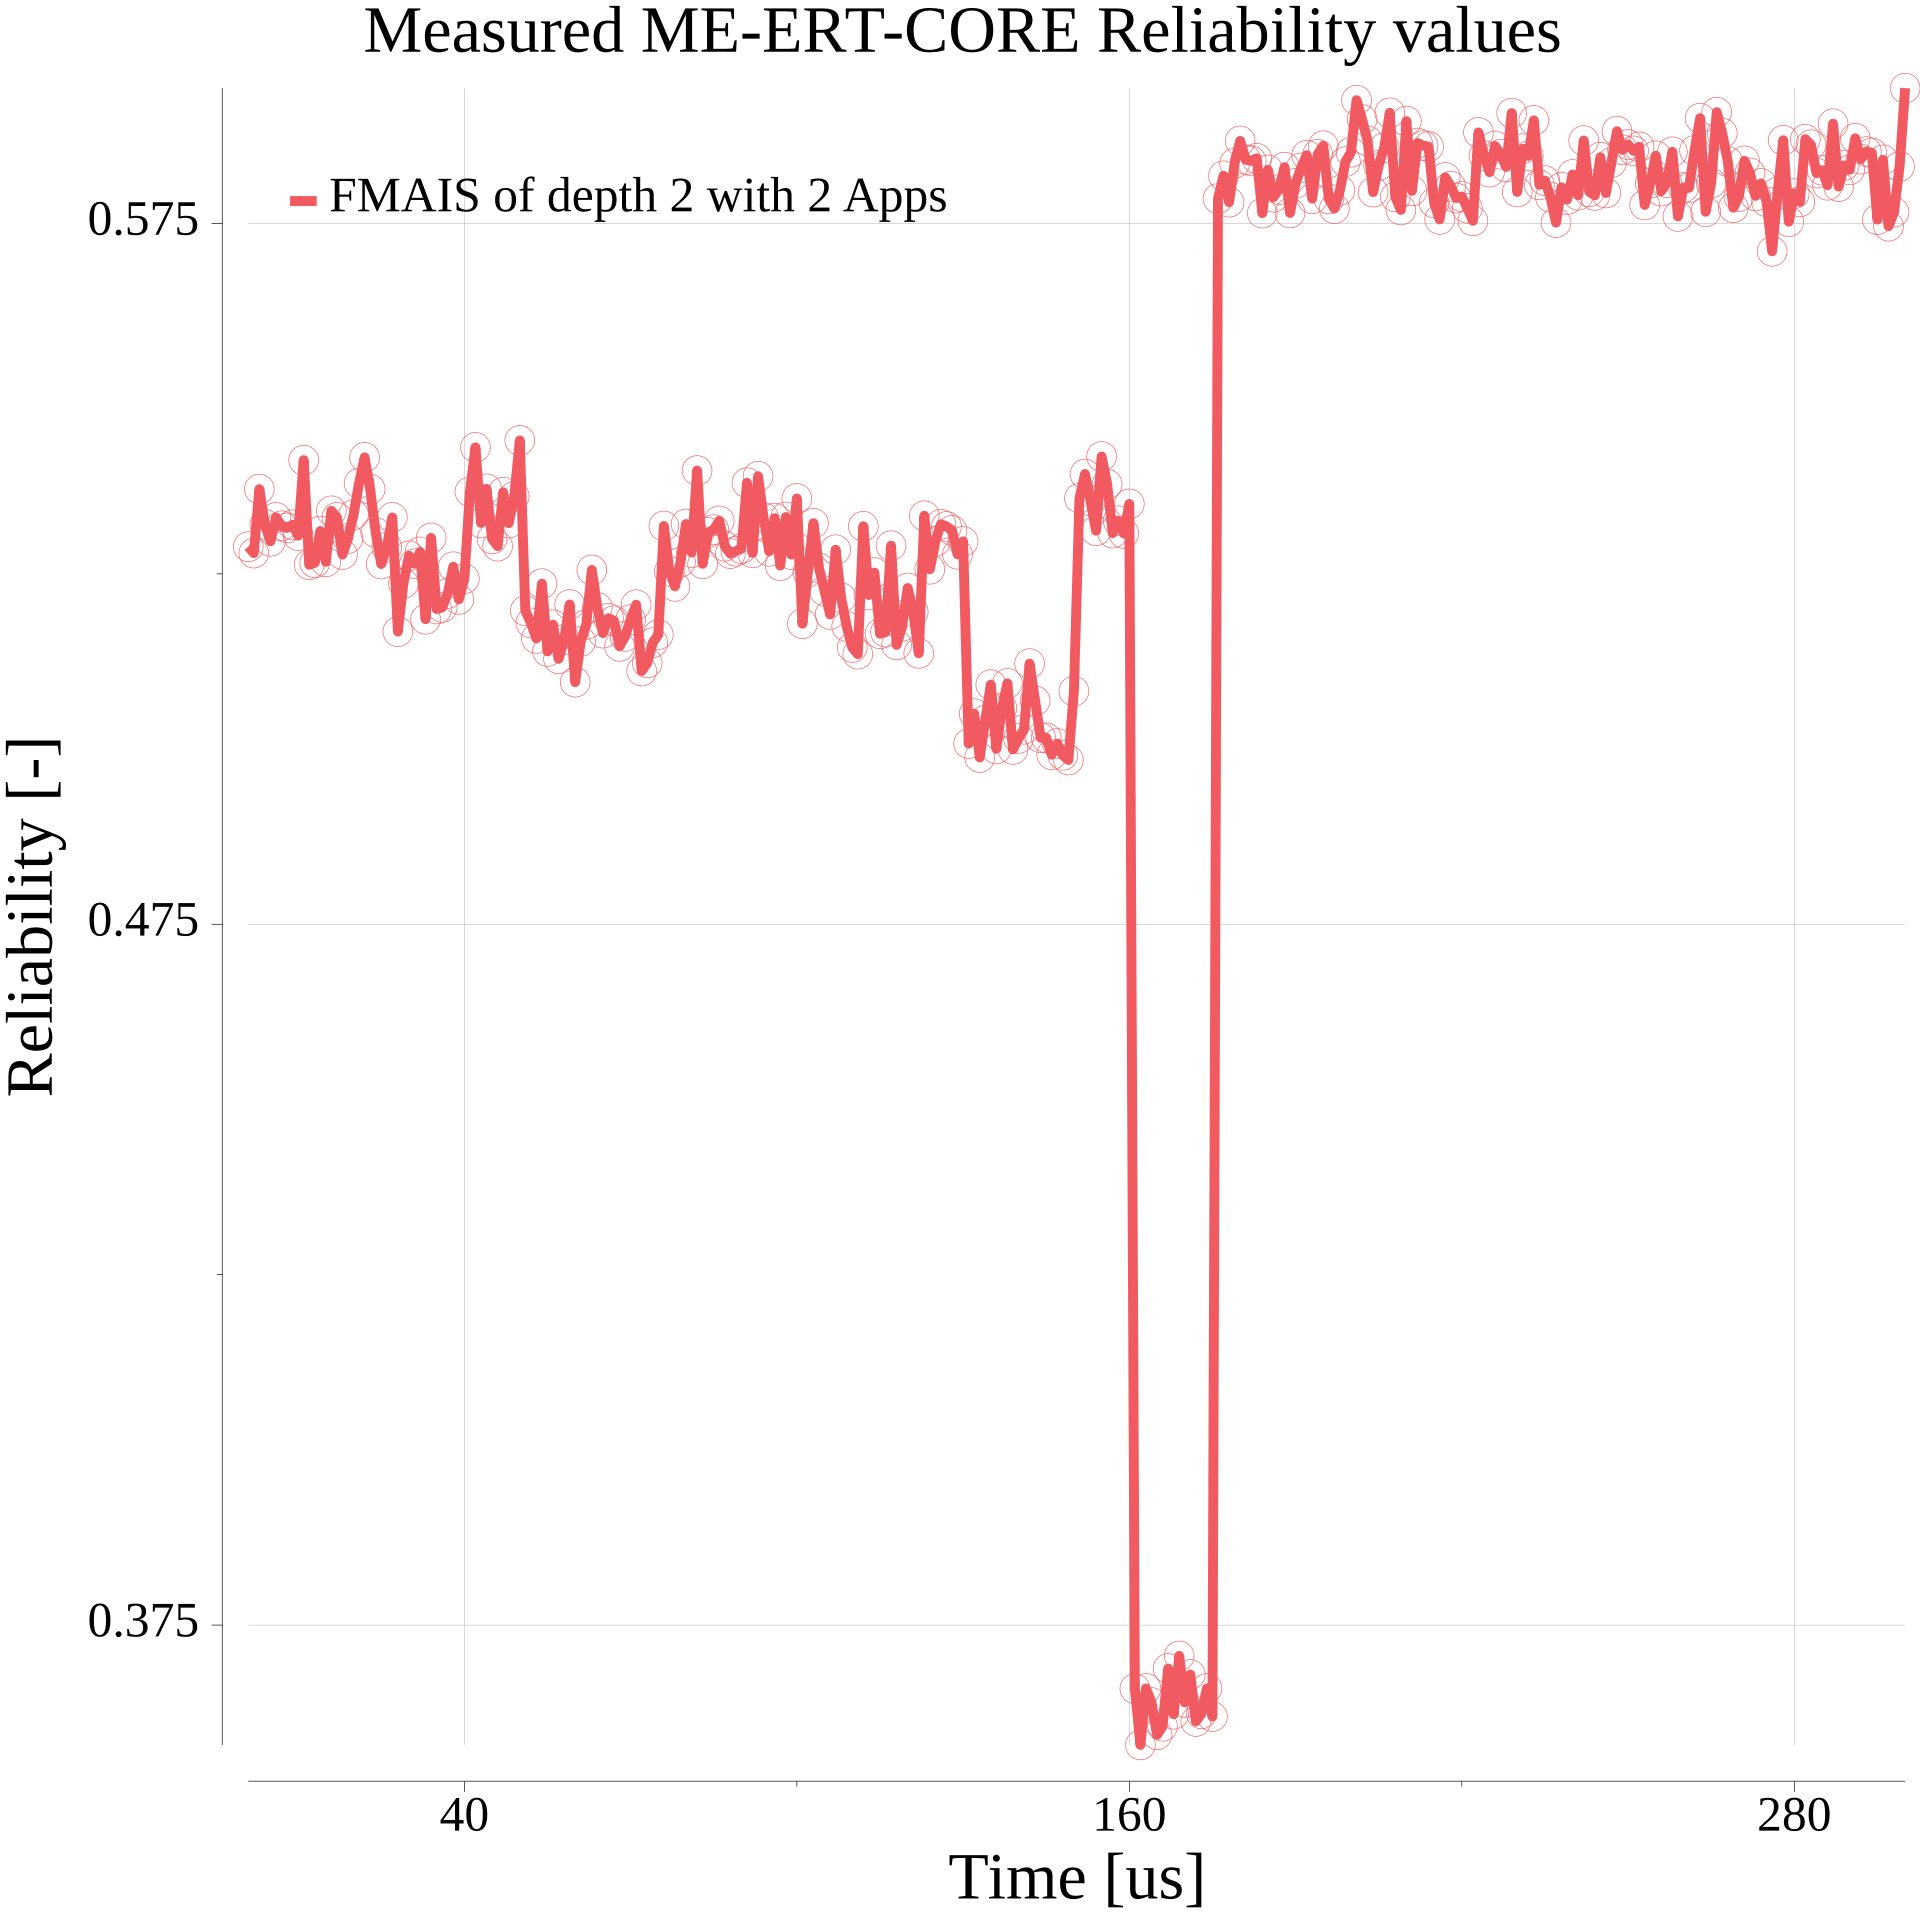 Measured ME-ERT-CORE Reliability values
FMAIS of depth 2 with 2 Apps
0.575
0.475
0.375
Reliability [-]
40
160
280
Time [us]